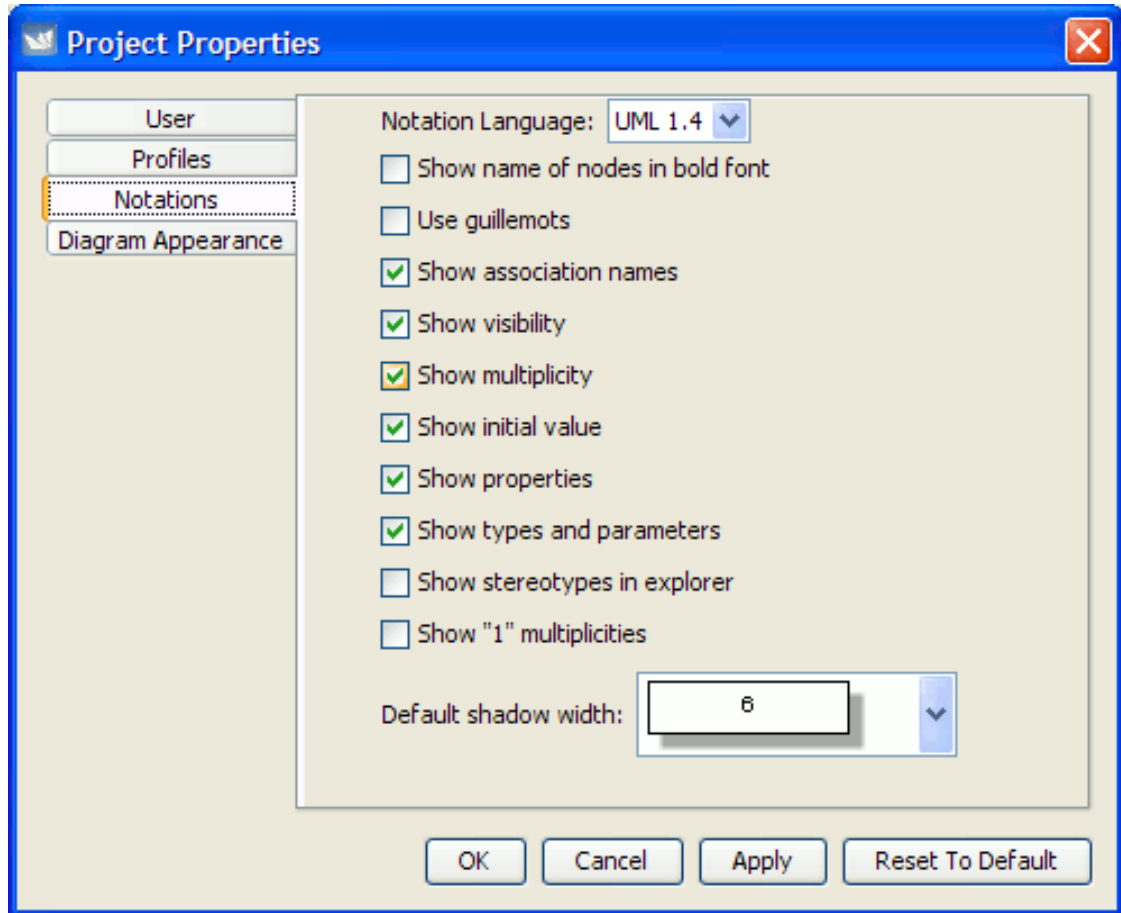 Project Properties
User
Profiles
Notations
Diagram Appearance
Notation Language: UML 1.4
Show name of nodes in bold font
Use guillemots
Show association names
Show visibility
Show multiplicity
Show initial value
Show properties
Show types and parameters
Show stereotypes in explorer
Show "1" multiplicities
Default shadow width: 6
OK Cancel Apply Reset To Default